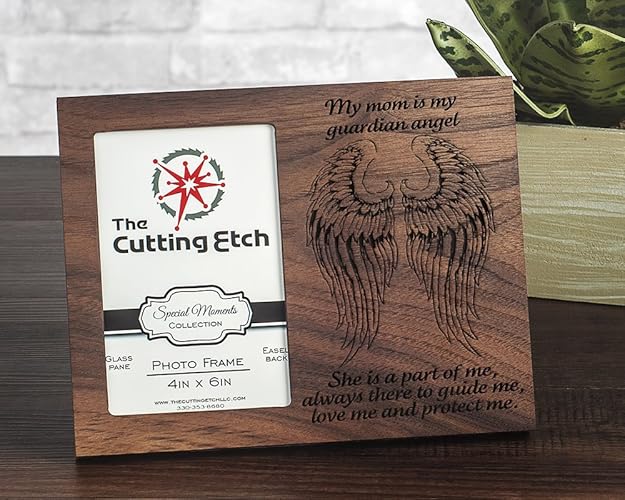 My mom is my
guardian angel
The
Cutting Etch
Special Moments
COLLECTION
GLASS
PANE
PHOTO FRAME
4IN X 6IN
EASEL
BACK
WWW.THECUTTINGETCHLLC.COM
330-353-8680
She is a part of me,
always there to guide me,
love me and protect me.